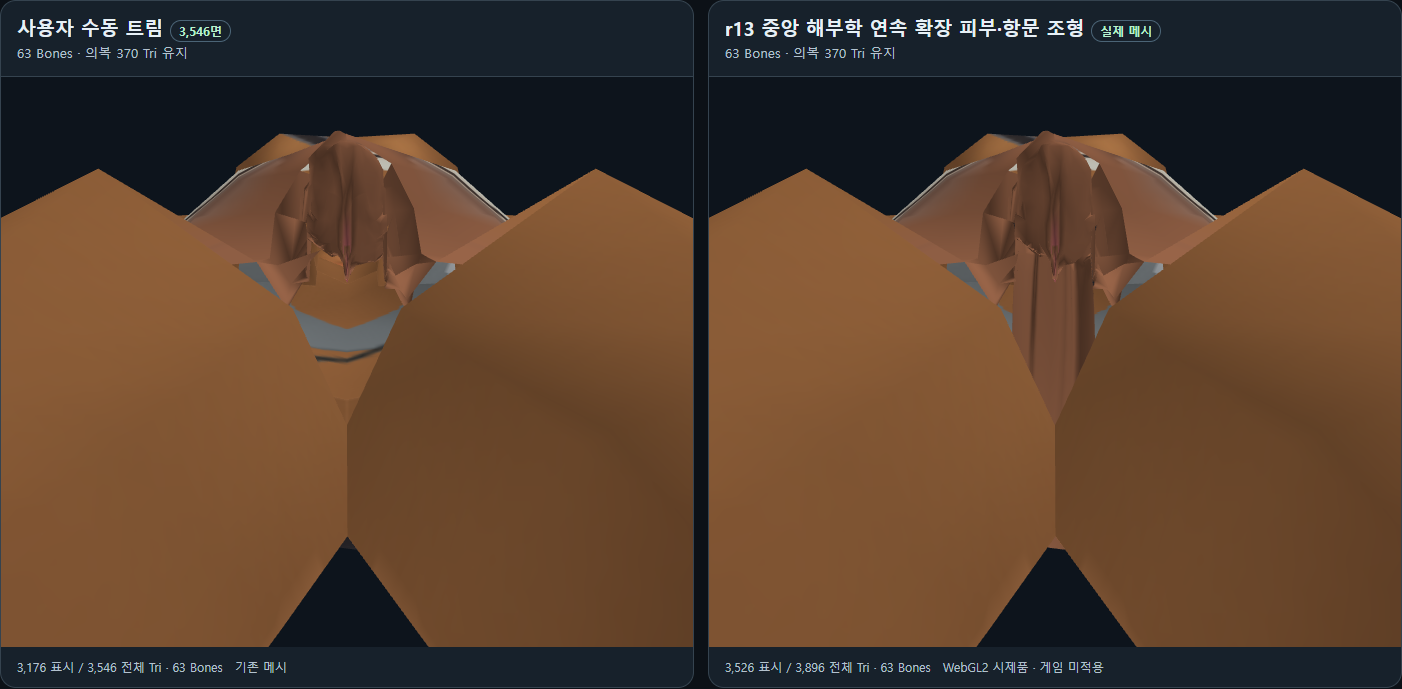 사용자 수동 트림 3,546면
63 Bones · 의복 370 Tri 유지
r13 중앙 해부학 연속 확장 피부·항문 조형 실제 메시
63 Bones · 의복 370 Tri 유지
3,176 표시 / 3,546 전체 Tri · 63 Bones 기존 메시
3,526 표시 / 3,896 전체 Tri · 63 Bones WebGL2 시제품 · 게임 미적용